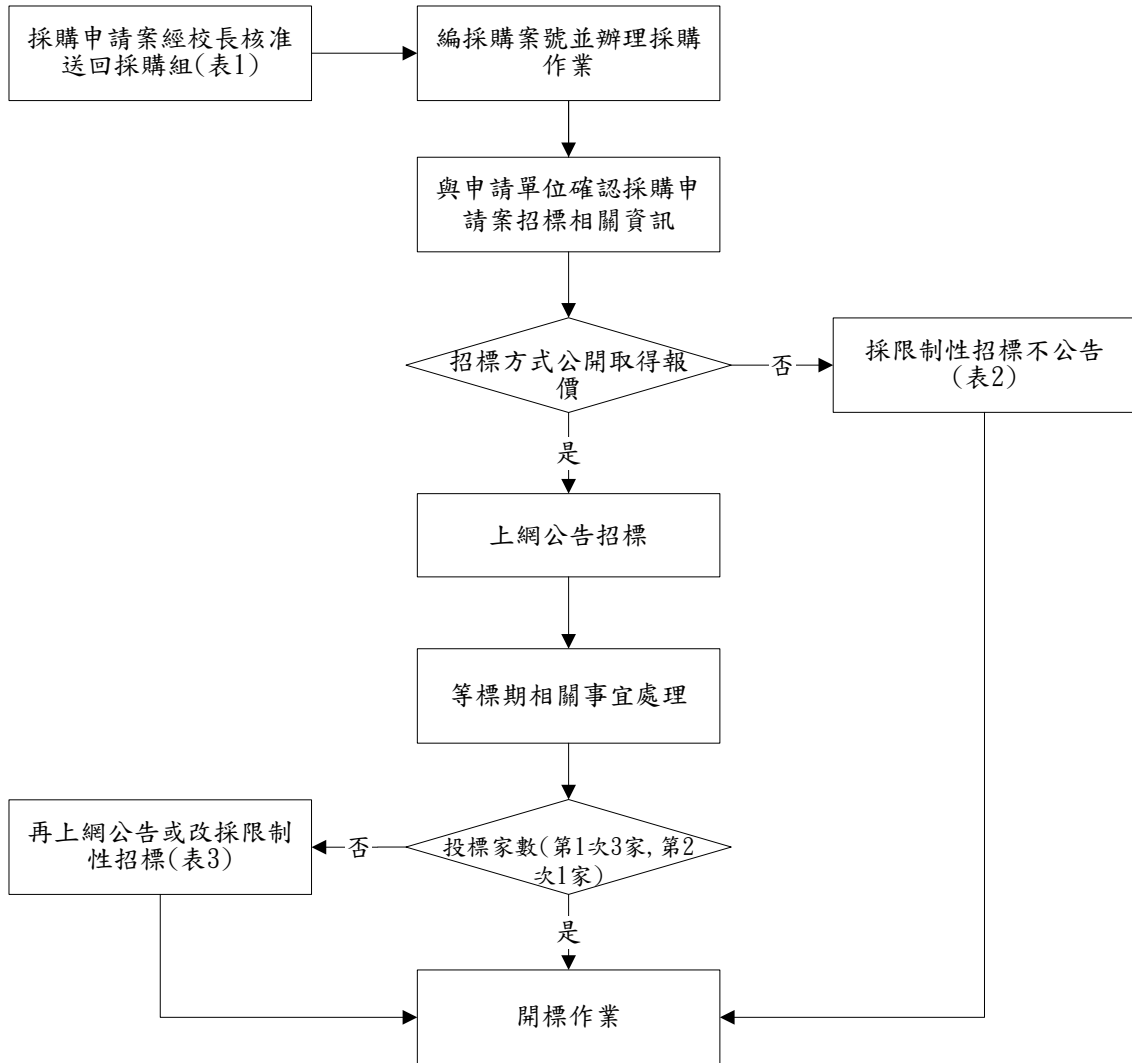 採購申請案經校長核准
送回採購組(表1)
編採購案號並辦理採購
作業
與申請單位確認採購申
請案招標相關資訊
招標方式公開取得報
價
否
採限制性招標不公告
(表2)
是
上網公告招標
等標期相關事宜處理
再上網公告或改採限制
性招標(表3)
否
投標家數(第1次3家,第2
次1家)
是
開標作業